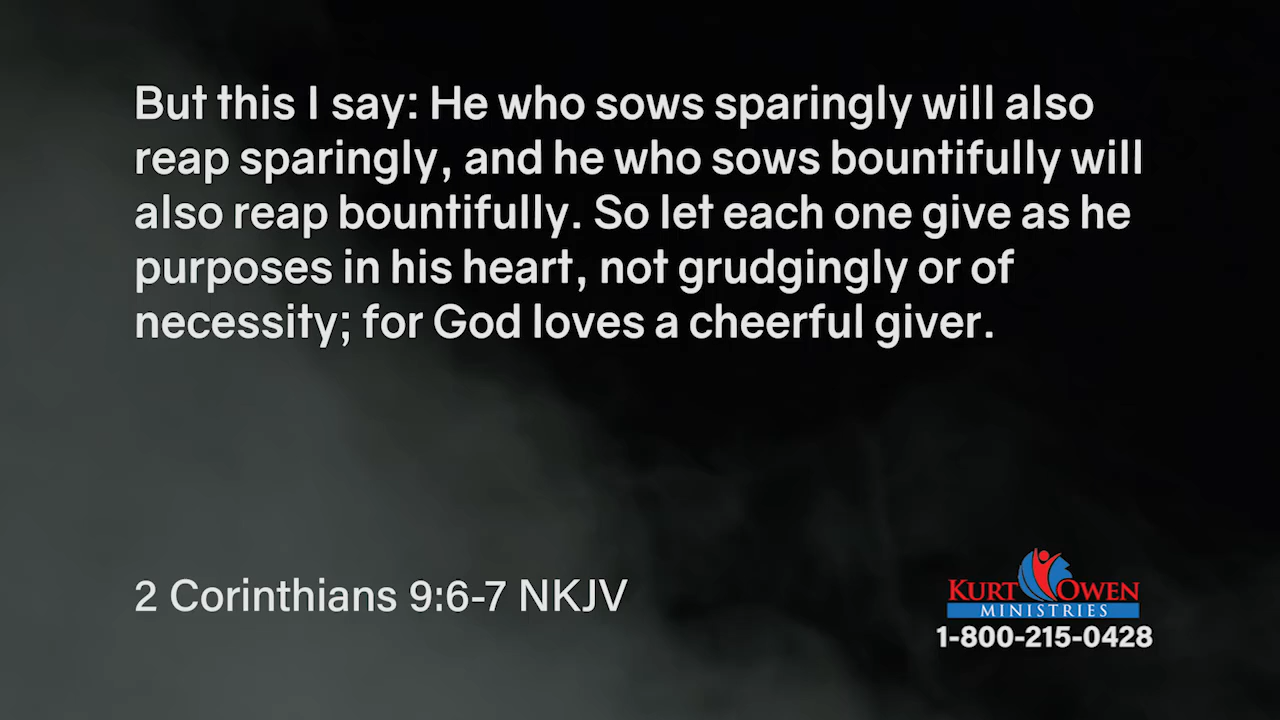 But this I say: He who sows sparingly will also
reap sparingly, and he who sows bountifully will
also reap bountifully. So let each one give as he
purposes in his heart, not grudgingly or of
necessity; for God loves a cheerful giver.
2 Corinthians 9:6-7 NKJV
KURT OWEN
MINISTRIES
1-800-215-0428